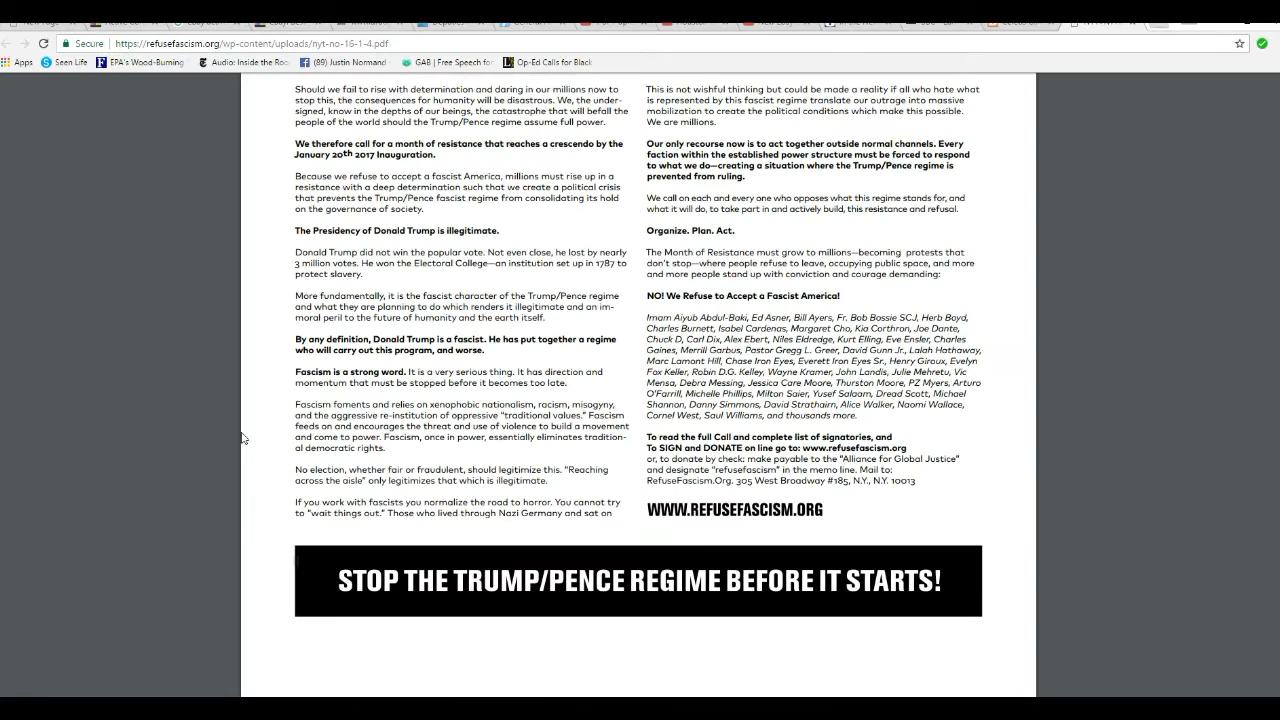 Secure
https://refusefascism.org/wp-content/uploads/nyt-no-16-1-4.pdf
Apps
Seen Life
EPA's Wood-Burning
Audio: Inside the Roo
(89) Justin Normand
GAB | Free Speech for
Op-Ed Calls for Black
Should we fail to rise with determination and daring in our millions now to
stop this, the consequences for humanity will be disastrous. We, the under-
signed, know in the depths of our beings, the catastrophe that will befall the
people of the world should the Trump/Pence regime assume full power.
We therefore call for a month of resistance that reaches a crescendo by the
January 20th 2017 Inauguration.
Because we refuse to accept a fascist America, millions must rise up in a
resistance with a deep determination such that we create a political crisis
that prevents the Trump/Pence fascist regime from consolidating its hold
on the governance of society.
The Presidency of Donald Trump is illegitimate.
Donald Trump did not win the popular vote. Not even close, he lost by nearly
3 million votes. He won the Electoral College—an institution set up in 1787 to
protect slavery.
More fundamentally, it is the fascist character of the Trump/Pence regime
and what they are planning to do which renders it illegitimate and an im-
moral peril to the future of humanity and the earth itself.
By any definition, Donald Trump is a fascist. He has put together a regime
who will carry out this program, and worse.
Fascism is a strong word. It is a very serious thing. It has direction and
momentum that must be stopped before it becomes too late.
Fascism foments and relies on xenophobic nationalism, racism, misogyny,
and the aggressive re-institution of oppressive “traditional values.” Fascism
feeds on and encourages the threat and use of violence to build a movement
and come to power. Fascism, once in power, essentially eliminates tradition-
al democratic rights.
No election, whether fair or fraudulent, should legitimize this. “Reaching
across the aisle” only legitimizes that which is illegitimate.
If you work with fascists you normalize the road to horror. You cannot try
to “wait things out.” Those who lived through Nazi Germany and sat on
This is not wishful thinking but could be made a reality if all who hate what
is represented by this fascist regime translate our outrage into massive
mobilization to create the political conditions which make this possible.
We are millions.
Our only recourse now is to act together outside normal channels. Every
faction within the established power structure must be forced to respond
to what we do—creating a situation where the Trump/Pence regime is
prevented from ruling.
We call on each and every one who opposes what this regime stands for, and
what it will do, to take part in and actively build, this resistance and refusal.
Organize. Plan. Act.
The Month of Resistance must grow to millions—becoming protests that
don't stop—where people refuse to leave, occupying public space, and more
and more people stand up with conviction and courage demanding:
NO! We Refuse to Accept a Fascist America!
Imam Aiyub Abdul-Baki, Ed Asner, Bill Ayers, Fr. Bob Bossie SCJ, Herb Boyd,
Charles Burnett, Isabel Cardenas, Margaret Cho, Kia Corthron, Joe Dante,
Chuck D, Carl Dix, Alex Ebert, Niles Eldredge, Kurt Elling, Eve Ensler, Charles
Gaines, Merrill Garbus, Pastor Gregg L. Greer, David Gunn Jr., Lalah Hathaway,
Marc Lamont Hill, Chase Iron Eyes, Everett Iron Eyes Sr., Henry Giroux, Evelyn
Fox Keller, Robin D.G. Kelley, Wayne Kramer, John Landis, Julie Mehretu, Vic
Mensa, Debra Messing, Jessica Care Moore, Thurston Moore, PZ Myers, Arturo
O'Farrill, Michelle Phillips, Milton Saier, Yusef Salaam, Dread Scott, Michael
Shannon, Danny Simmons, David Strathairn, Alice Walker, Naomi Wallace,
Cornel West, Saul Williams, and thousands more.
To read the full Call and complete list of signatories, and
To SIGN and DONATE on line go to: www.refusefascism.org
or, to donate by check: make payable to the “Alliance for Global Justice”
and designate “refusefascism” in the memo line. Mail to:
RefuseFascism.Org. 305 West Broadway #185, N.Y., N.Y. 10013
WWW.REFUSEFASCISM.ORG
STOP THE TRUMP/PENCE REGIME BEFORE IT STARTS!